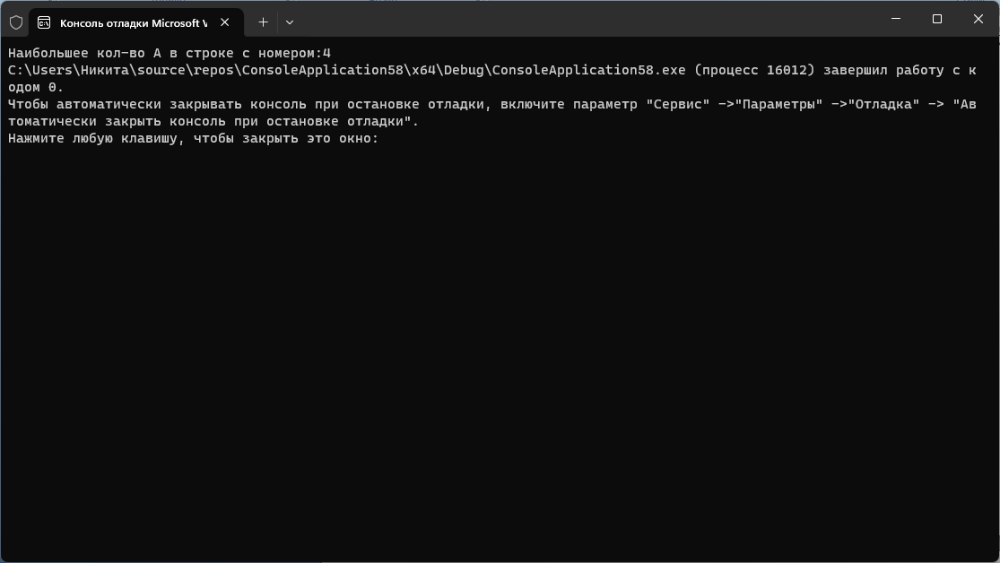 Консоль отладки Microsoft V
Наибольшее кол-во А в строке с номером:4
C:\Users\Никита\source\repos\ConsoleApplication58\x64\Debug\ConsoleApplication58.exe (процесс 16012) завершил работу с к
одом 0.
Чтобы автоматически закрывать консоль при остановке отладки, включите параметр "Сервис" ->"Параметры" ->"Отладка" -> "Ав
томатически закрыть консоль при остановке отладки".
Нажмите любую клавишу, чтобы закрыть это окно: